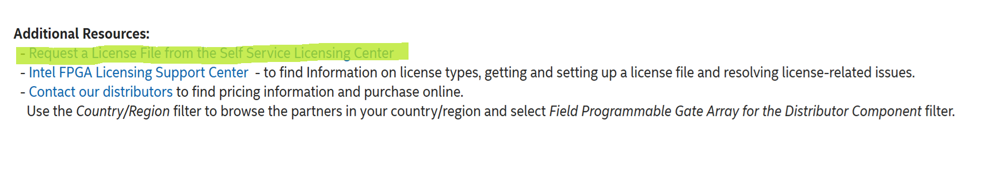 Additional Resources:
- Request a License File from the Self Service Licensing Center
- Intel FPGA Licensing Support Center - to find Information on license types, getting and setting up a license file and resolving license-related issues.
- Contact our distributors to find pricing information and purchase online.
Use the Country/Region filter to browse the partners in your country/region and select Field Programmable Gate Array for the Distributor Component filter.